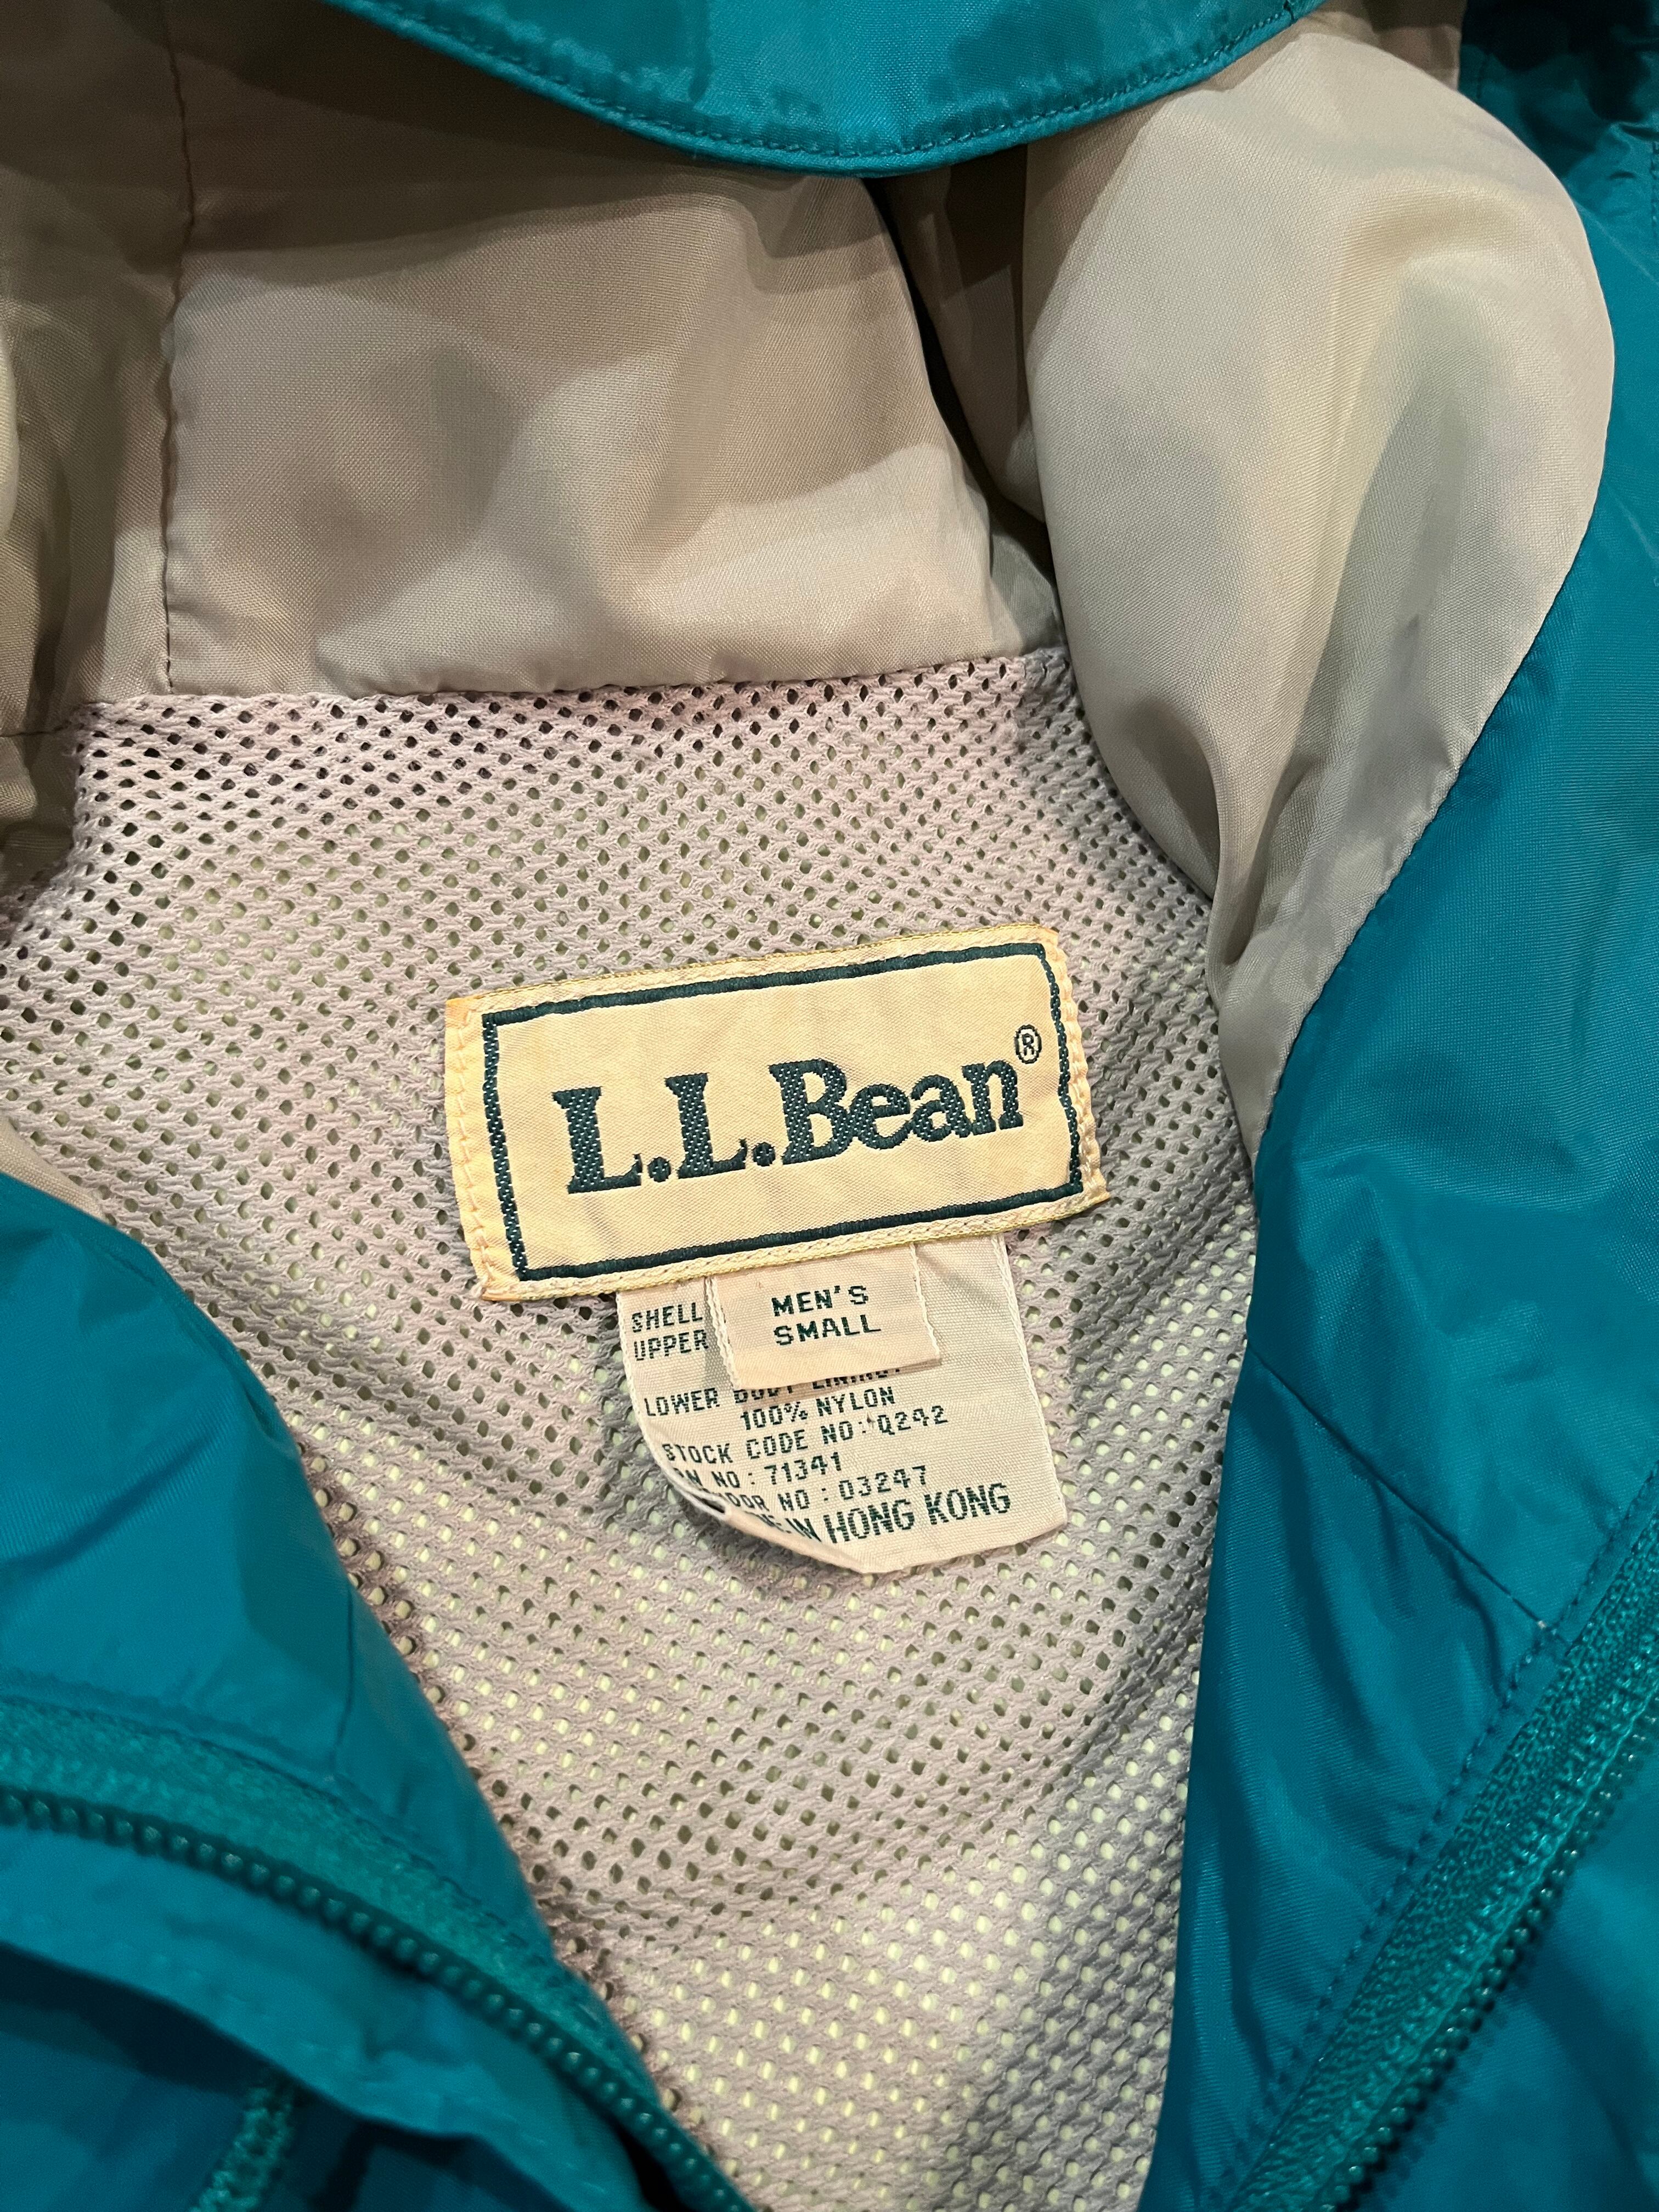 L.L.Bean®
MEN'S
SMALL
SHELL
UPPER
LOWER BODY LINING:
100% NYLON
STOCK CODE NO: Q242
NO: 71341
NO: 03247
IN HONG KONG